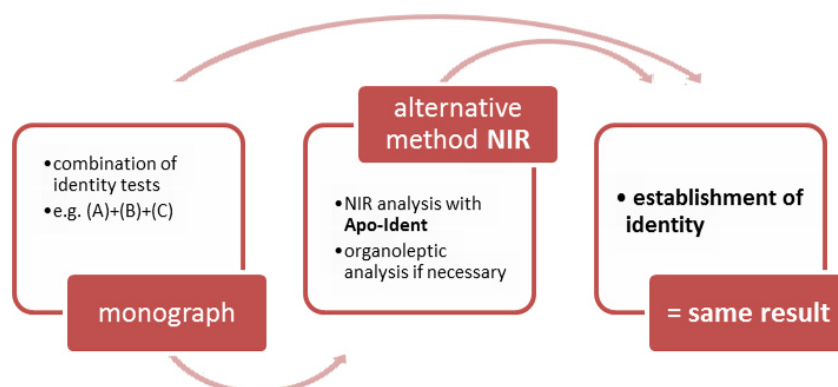 •combination of
identity tests
•e.g. (A)+(B)+(C)
monograph
alternative
method NIR
•NIR analysis with
Apo-Ident
•organoleptic
analysis if necessary
• establishment of
identity
= same result